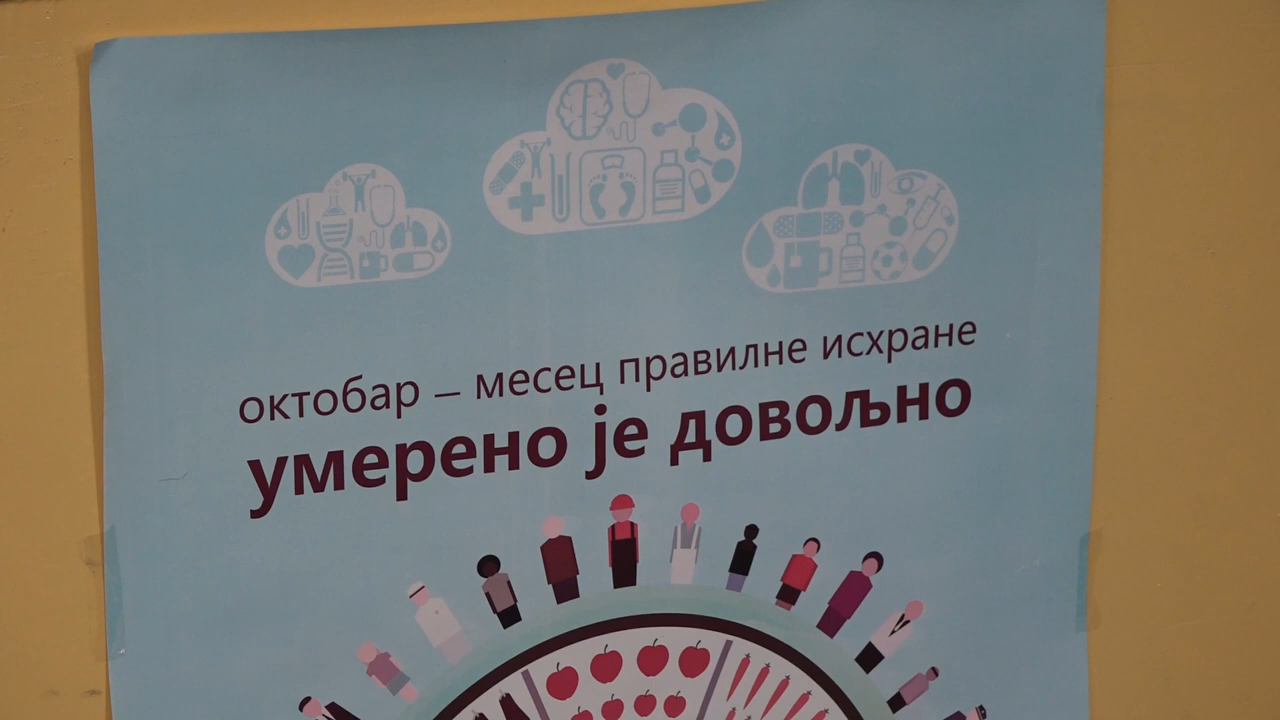 октобар – месец правилне исхране
умерено је довољно